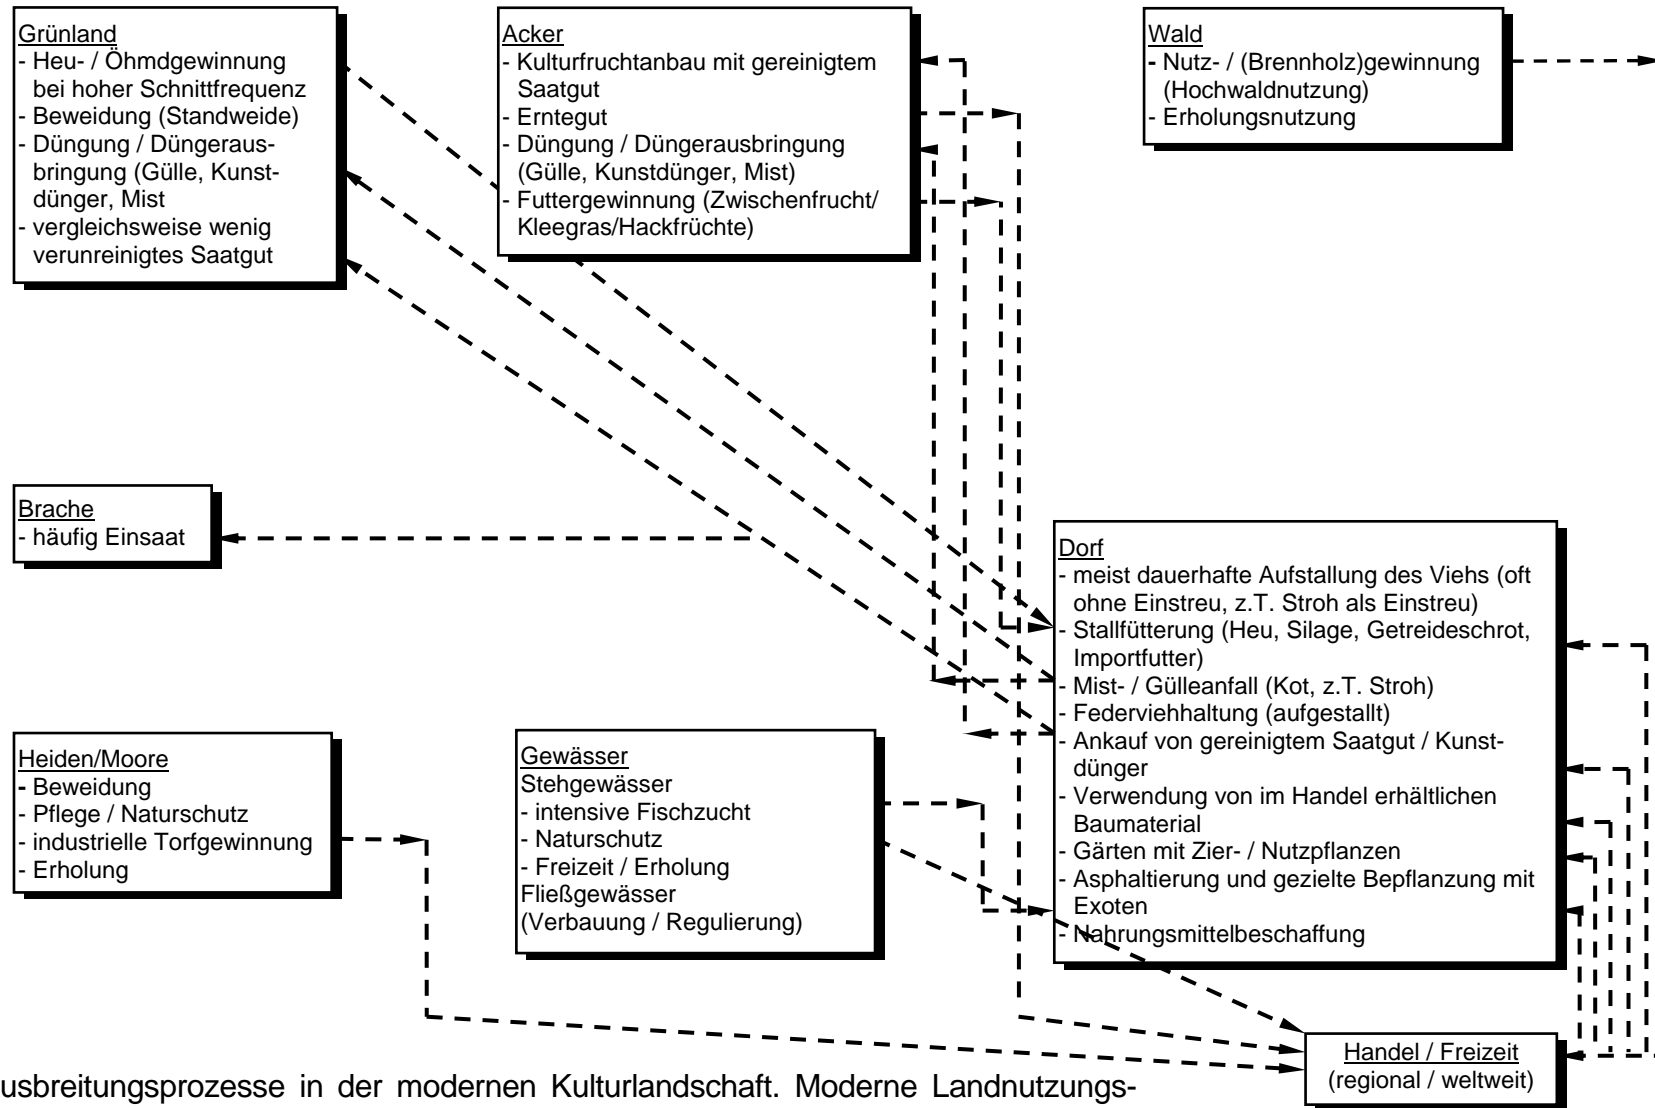 Grünland
- Heu- / Öhmdgewinnung
bei hoher Schnittfrequenz
- Beweidung (Standweide)
- Düngung / Düngeraus-
bringung (Gülle, Kunst-
dünger, Mist
- vergleichsweise wenig
verunreinigtes Saatgut
Acker
- Kulturfruchtanbau mit gereinigtem
Saatgut
- Erntegut
- Düngung / Düngerausbringung
(Gülle, Kunstdünger, Mist)
- Futtergewinnung (Zwischenfrucht/
Kleegras/Hackfrüchte)
Wald
- Nutz- / (Brennholz)gewinnung
(Hochwaldnutzung)
- Erholungsnutzung
Brache
- häufig Einsaat
Dorf
- meist dauerhafte Aufstallung des Viehs (oft
ohne Einstreu, z.T. Stroh als Einstreu)
- Stallfütterung (Heu, Silage, Getreideschrot,
Importfutter)
- Mist- / Gülleanfall (Kot, z.T. Stroh)
- Federviehhaltung (aufgestallt)
- Ankauf von gereinigtem Saatgut / Kunst-
dünger
- Verwendung von im Handel erhältlichen
Baumaterial
- Gärten mit Zier- / Nutzpflanzen
- Asphaltierung und gezielte Bepflanzung mit
Exoten
- Nahrungsmittelbeschaffung
Heiden/Moore
- Beweidung
- Pflege / Naturschutz
- industrielle Torfgewinnung
- Erholung
Gewässer
Stehgewässer
- intensive Fischzucht
- Naturschutz
- Freizeit / Erholung
Fließgewässer
(Verbauung / Regulierung)
Handel / Freizeit
(regional / weltweit)
usbreitungsprozesse in der modernen Kulturlandschaft. Moderne Landnutzungs-